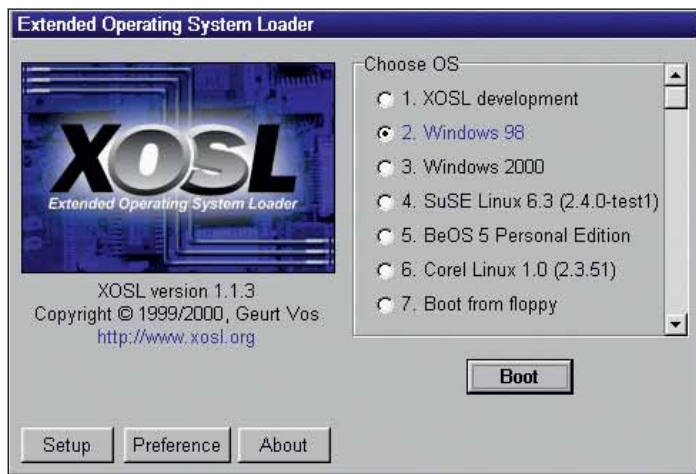 Extended Operating System Loader
XOSL
Extended Operating System Loader
XOSL version 1.1.3
Copyright © 1999/2000, Geurt Vos
http://www.xosl.org
Choose OS
1. XOSL development
2. Windows 98
3. Windows 2000
4. SuSE Linux 6.3 (2.4.0-test1)
5. BeOS 5 Personal Edition
6. Corel Linux 1.0 (2.3.51)
7. Boot from floppy
Boot
Setup
Preference
About